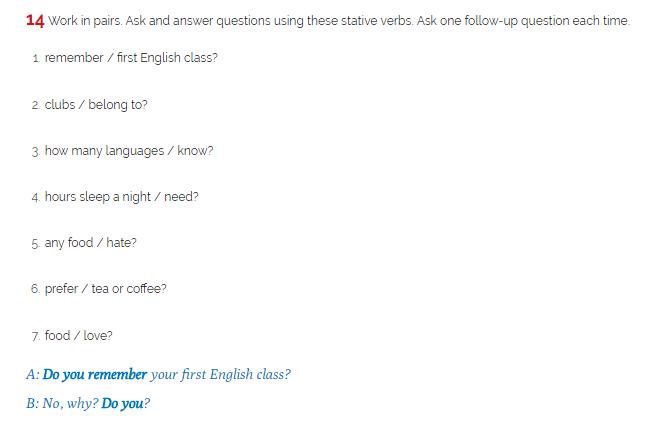 14 Work in pairs. Ask and answer questions using these stative verbs. Ask one follow-up question each time.
1. remember / first English class?
2. clubs / belong to?
3. how many languages / know?
4. hours sleep a night / need?
5. any food / hate?
6. prefer / tea or coffee?
7. food / love?
A: Do you remember your first English class?
B: No, why? Do you?